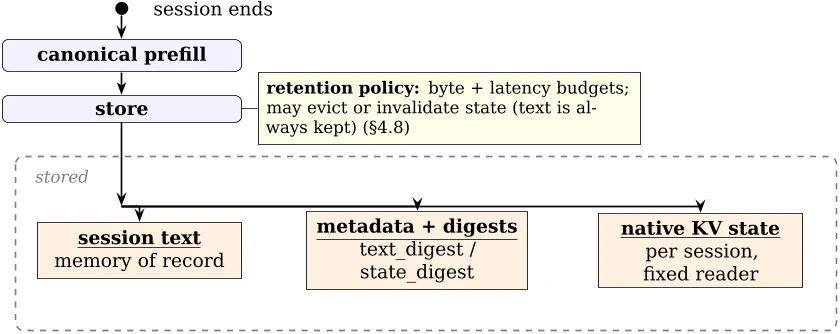 session ends
canonical prefill
store
retention policy: byte + latency budgets;
may evict or invalidate state (text is al-
ways kept) (§4.8)
stored
session text
memory of record
metadata + digests
text_digest /
state_digest
native KV state
per session,
fixed reader